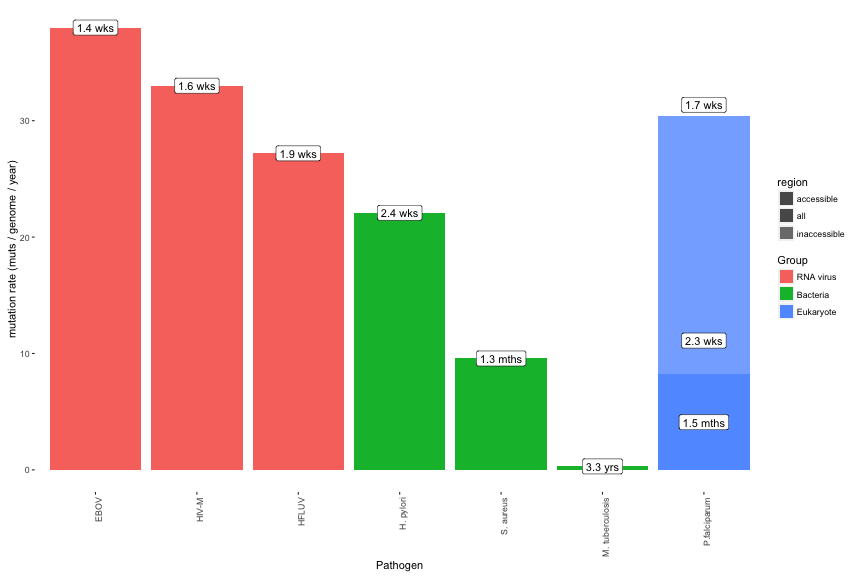 1.4 wks
1.6 wks
1.9 wks
2.4 wks
1.3 mths
3.3 yrs
1.7 wks
2.3 wks
1.5 mths
mutation rate (muts / genome / year)
30
20
10
0
EBOV
HIV-M
HFLUV
H. pylori
S. aureus
M. tuberculosis
P.falciparum
Pathogen
region
accessible
all
inaccessible
Group
RNA virus
Bacteria
Eukaryote